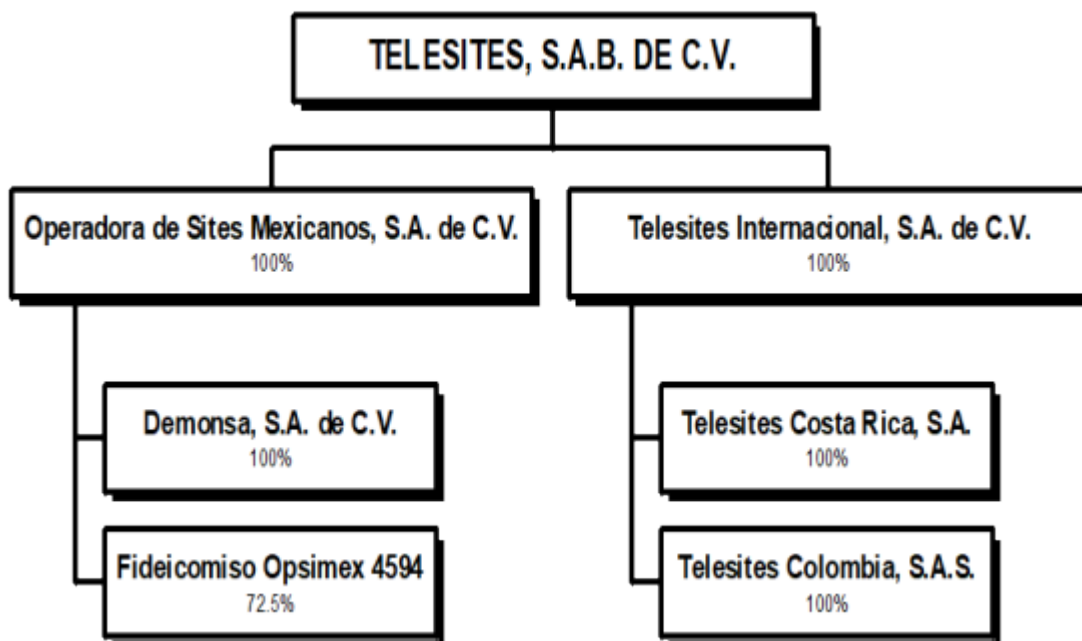 TELESITES, S.A.B. DE C.V.
Operadora de Sites Mexicanos, S.A. de C.V.
100%
Telesites Internacional, S.A. de C.V.
100%
Demonsa, S.A. de C.V.
100%
Telesites Costa Rica, S.A.
100%
Fideicomiso Opsimex 4594
72.5%
Telesites Colombia, S.A.S.
100%